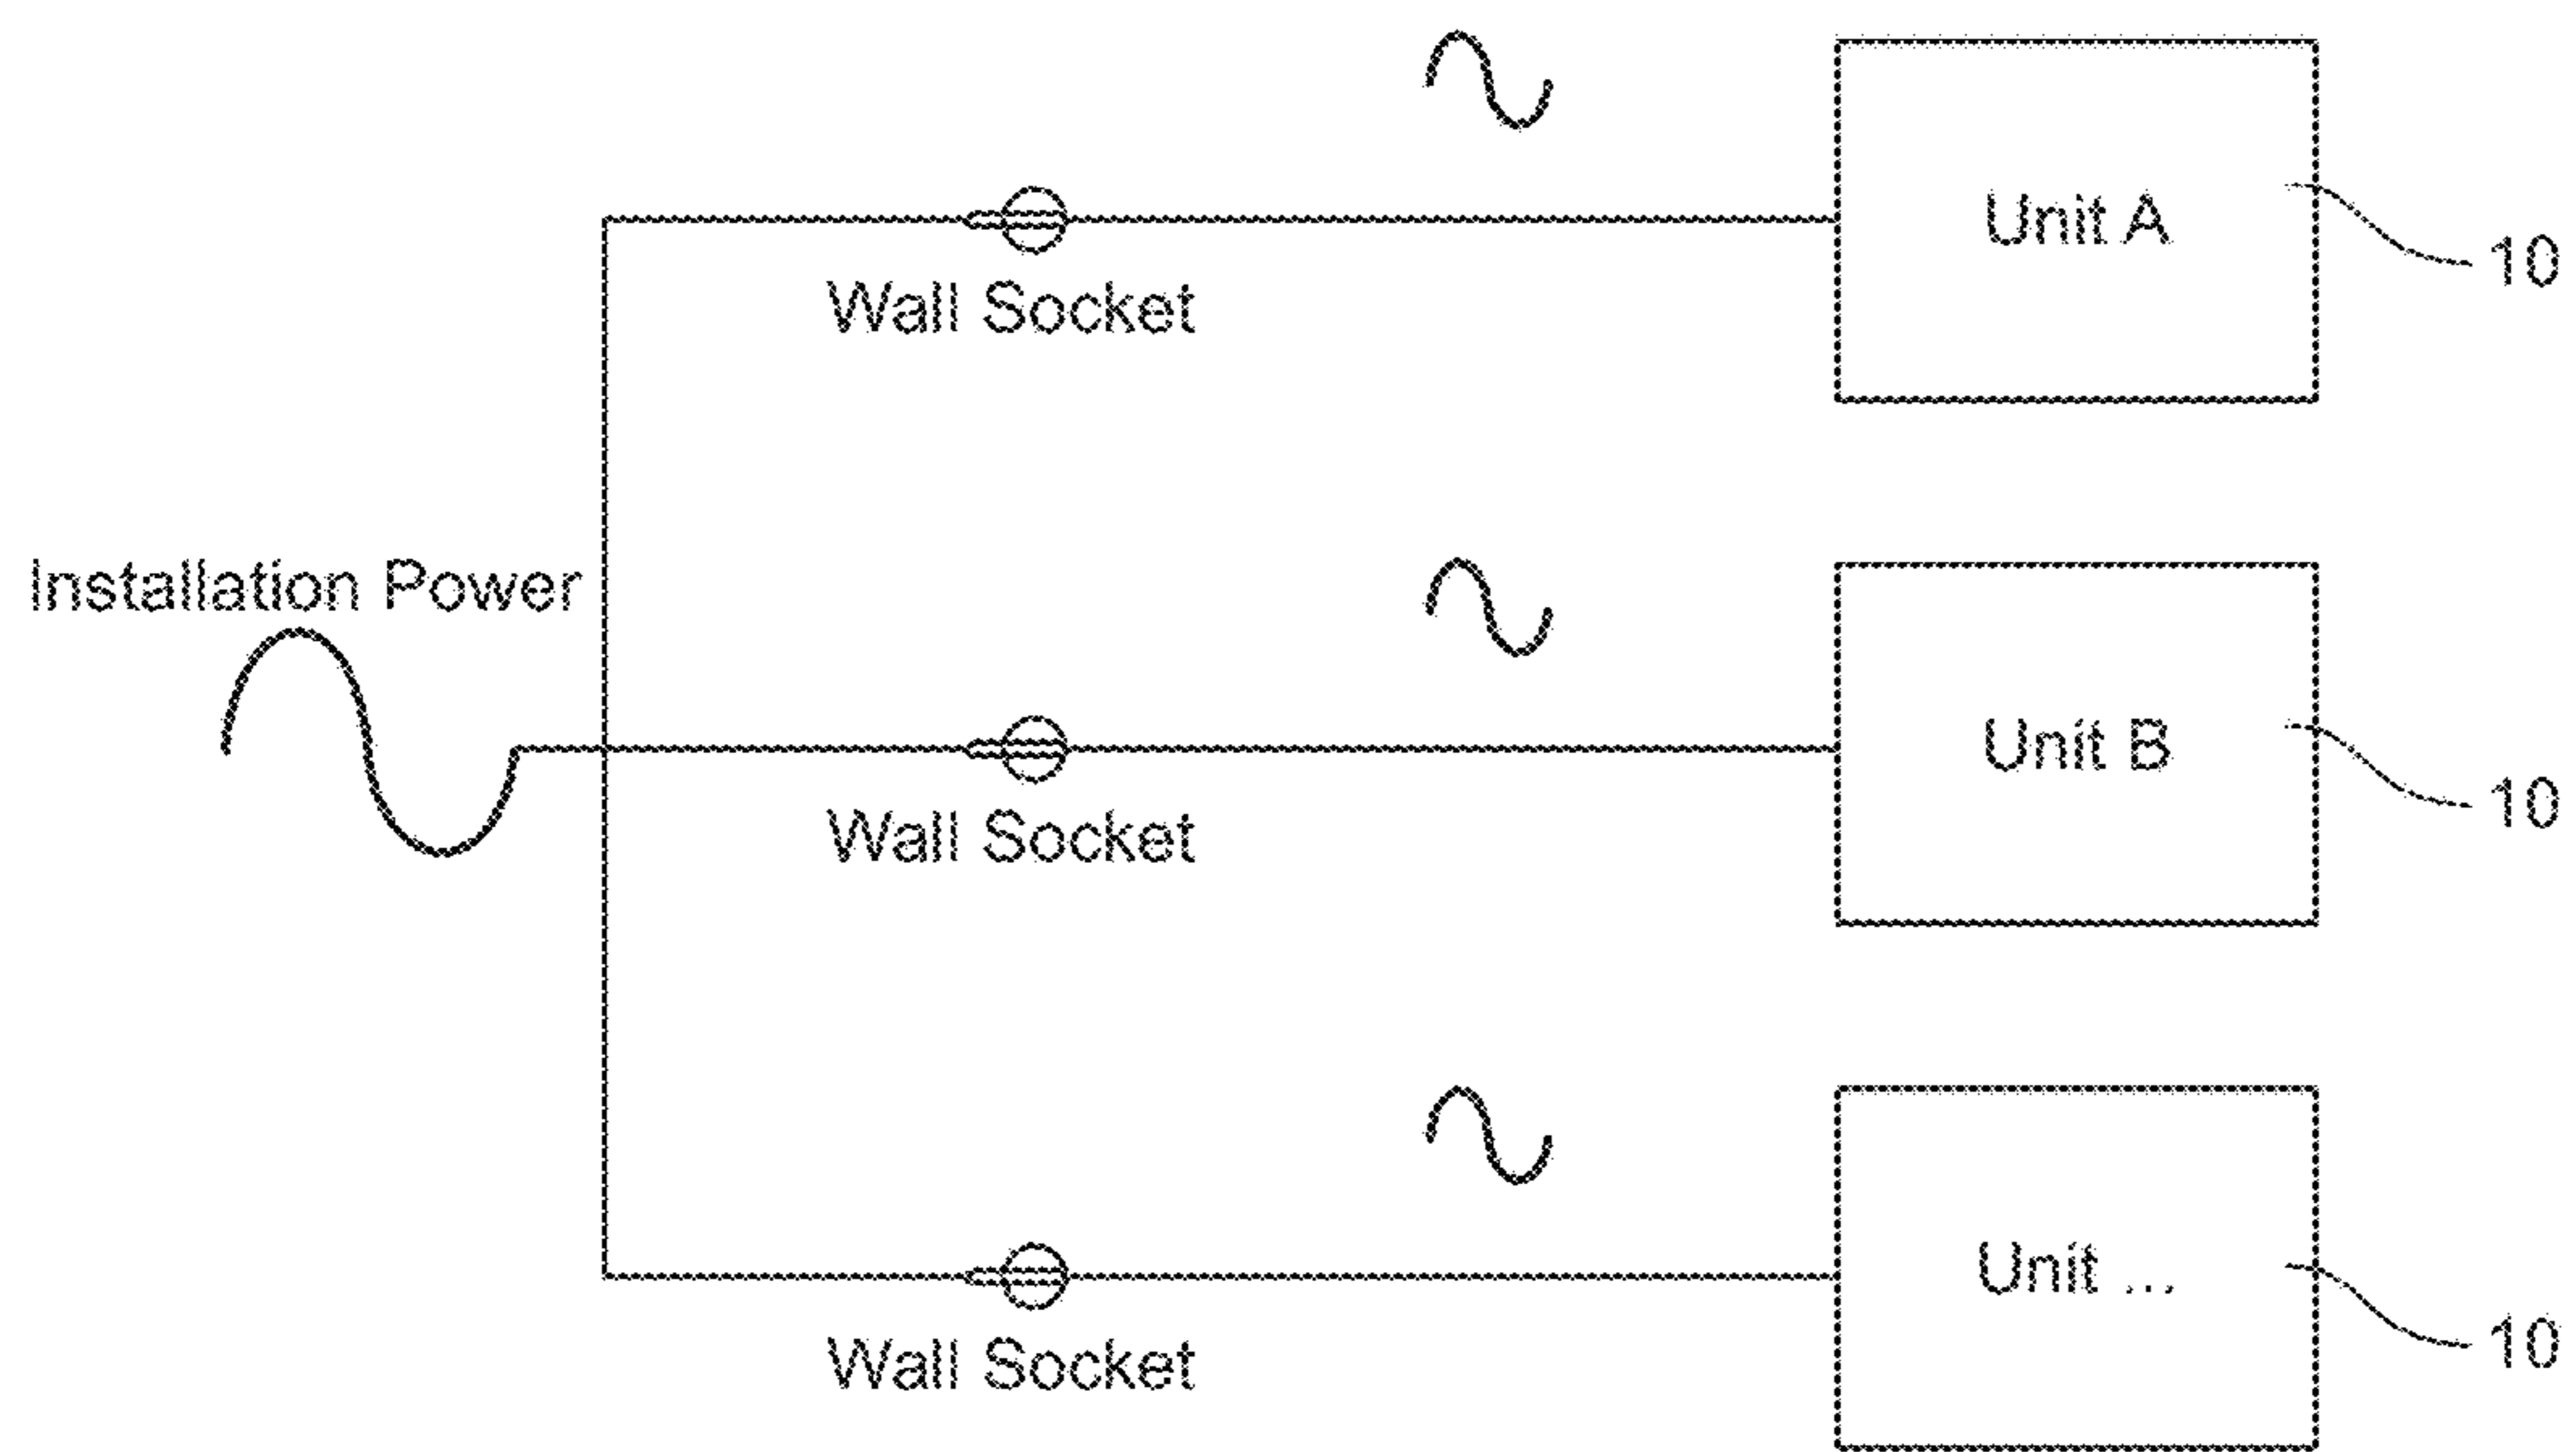 Unit A
10
Wall Socket
Installation Power
Unit B
10
Wall Socket
Unit ...
10
Wall Socket